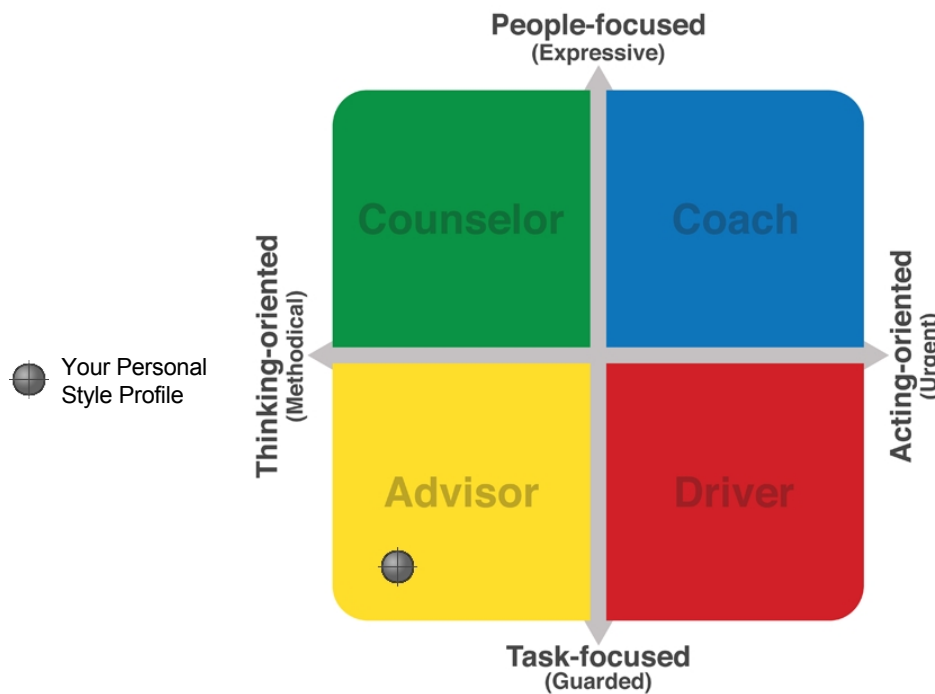 People-focused
(Expressive)
Counselor
Coach
Thinking-oriented
(Methodical)
Acting-oriented
(Urgent)
Your Personal
Style Profile
Advisor
Driver
Task-focused
(Guarded)